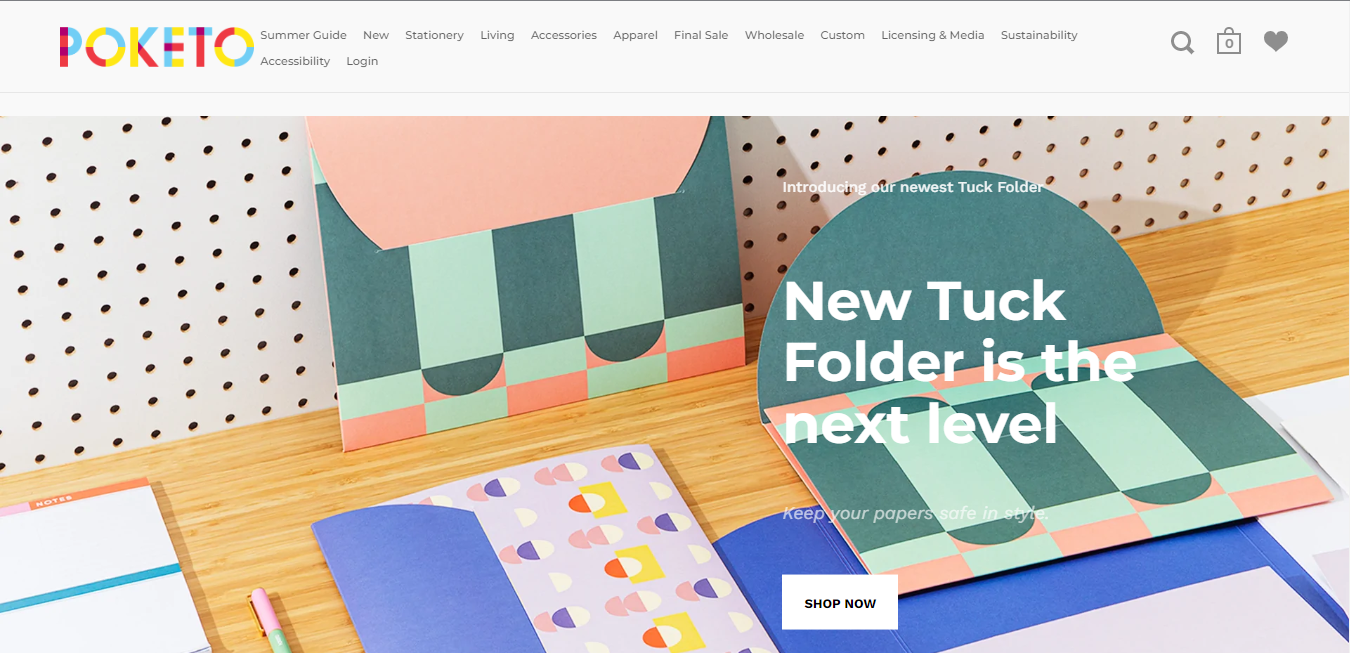 POKETO
Summer Guide New Stationery Living Accessories Apparel Final Sale Wholesale Custom Licensing & Media Sustainability
Accessibility Login
0
Introducing our newest Tuck Folder
New Tuck
Folder is the
next level
NOTES
Keep your papers safe in style.
SHOP NOW